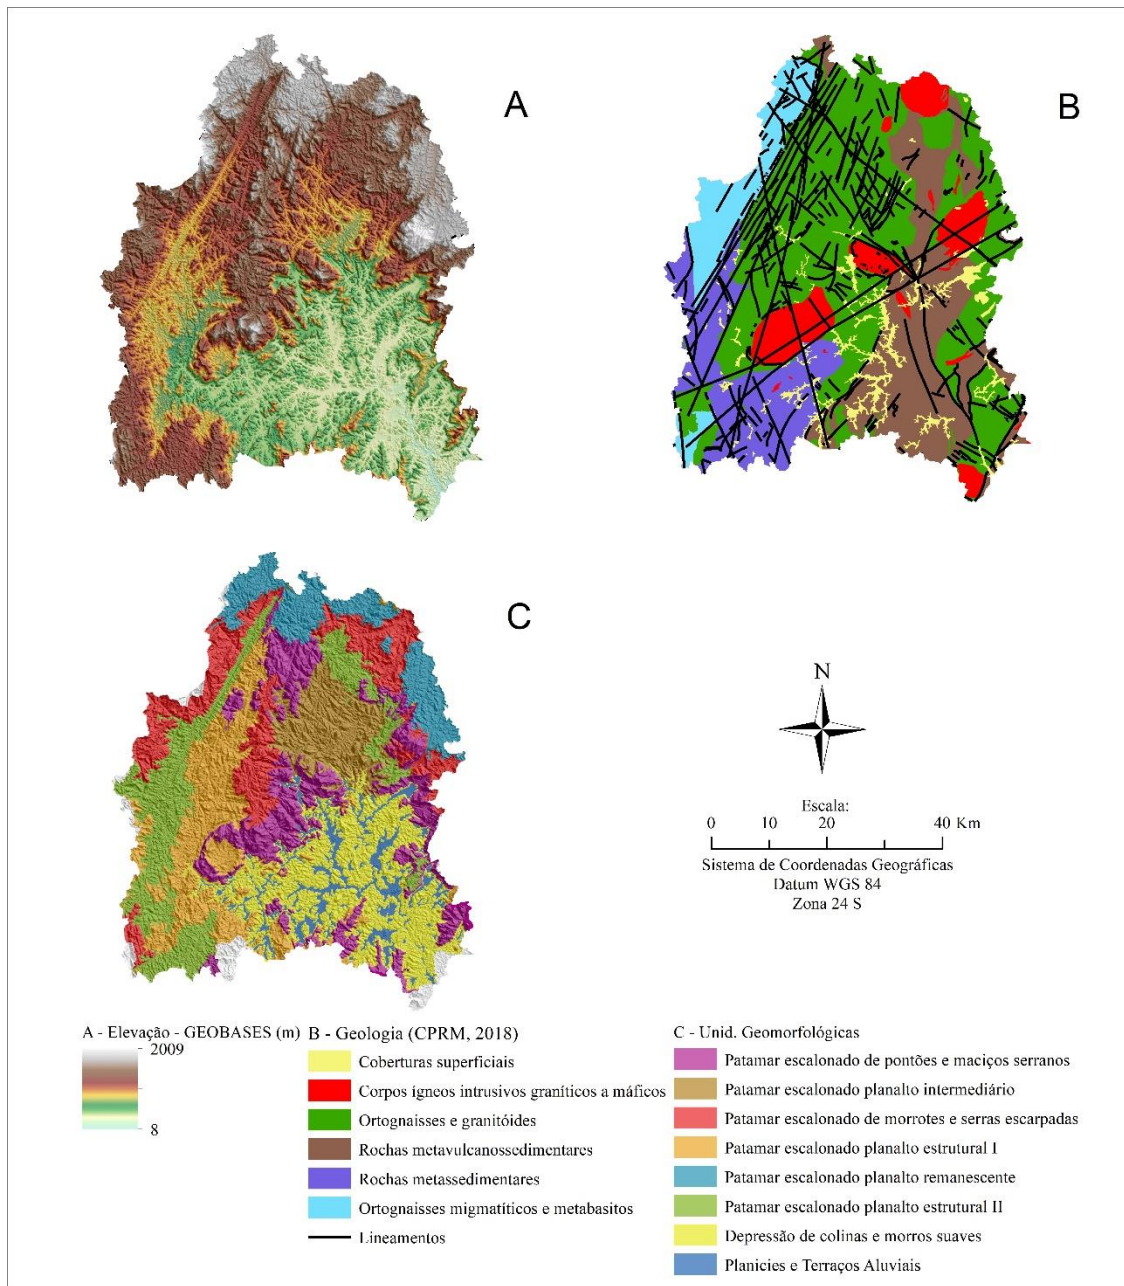 A
B
C
N
Escala:
0 10 20 40 Km
Sistema de Coordenadas Geográficas
Datum WGS 84
Zona 24 S
A - Elevação - GEOBASES (m)
2009
8
B - Geologia (CPRM, 2018)
Coberturas superficiais
Corpos ígneos intrusivos graníticos a máficos
Ortognaisses e granitóides
Rochas metavulcanossedimentares
Rochas metassedimentares
Ortognaisses migmatíticos e metabasitos
Lineamentos
C - Unid. Geomorfológicas
Patamar escalonado de pontões e maciços serranos
Patamar escalonado planalto intermediário
Patamar escalonado de morrotes e serras escarpadas
Patamar escalonado planalto estrutural I
Patamar escalonado planalto remanescente
Patamar escalonado planalto estrutural II
Depressão de colinas e morros suaves
Planicies e Terraços Aluviais